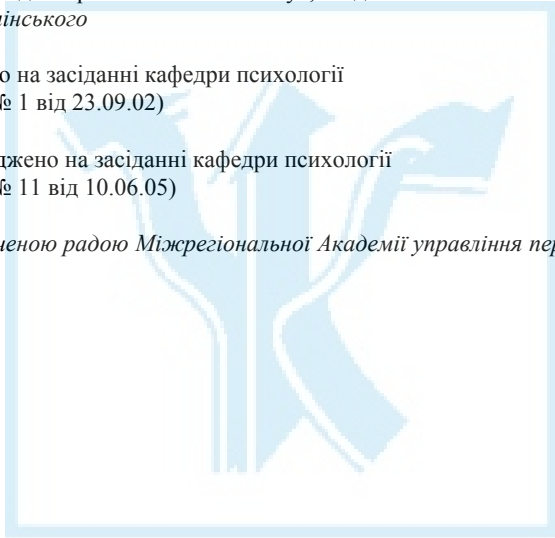 о на засіданні кафедри психології
№ 1 від 23.09.02)
джено на засіданні кафедри психології
№ 11 від 10.06.05)
ченою радою Міжрегіональної Академії управління пер